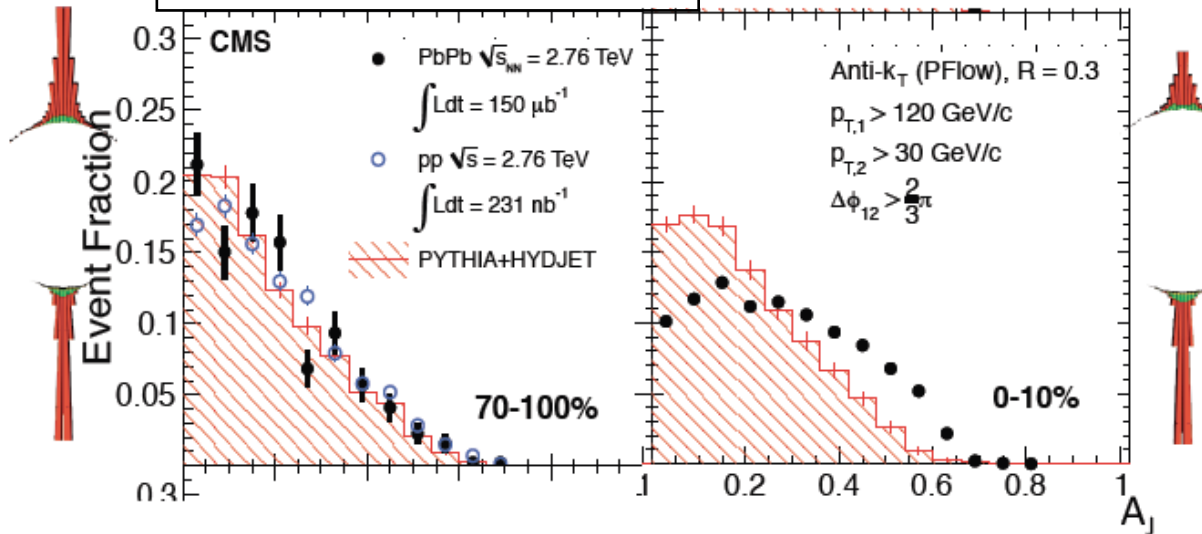 0.3
0.25
0.2
0.15
0.1
0.05
0.3
Event Fraction
CMS
PbPb √s_NN = 2.76 TeV
∫Ldt = 150 μb⁻¹
pp √s = 2.76 TeV
∫Ldt = 231 nb⁻¹
PYTHIA+HYDJET
70-100%
Anti-k_T (PFlow), R = 0.3
p_T,1 > 120 GeV/c
p_T,2 > 30 GeV/c
Δϕ_12 > 2/3 π
0-10%
1 0.2 0.4 0.6 0.8 1
A_J